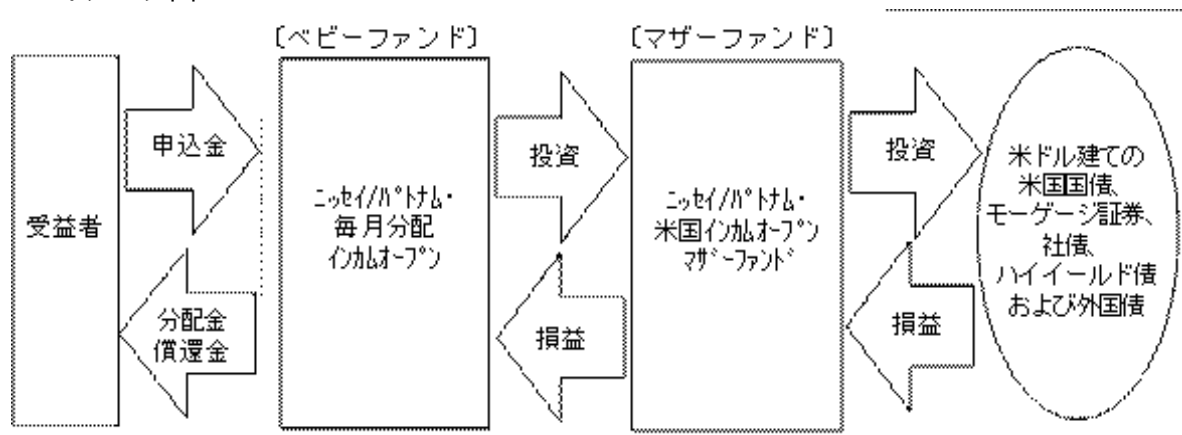 〔ベビーファンド〕
〔マザーファンド〕
受益者
申込金
分配金
償還金
ニッセイ/パトナム・
毎月分配
インカムオープン
投資
損益
ニッセイ/パトナム・
米国インカムオープン
マザーファンド
投資
損益
米ドル建ての
米国国債、
モーゲージ証券、
社債、
ハイイールド債
および外国債